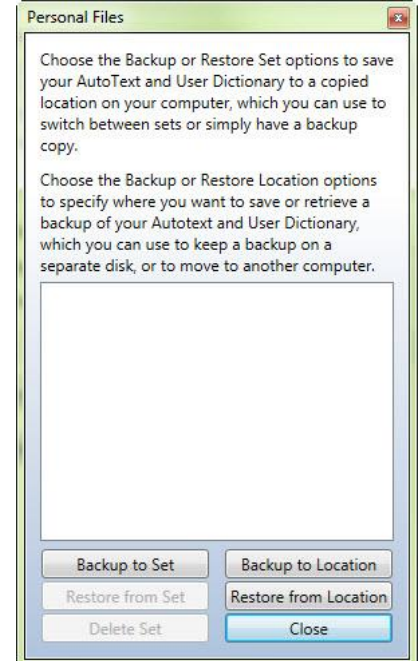 Personal Files
Choose the Backup or Restore Set options to save
your AutoText and User Dictionary to a copied
location on your computer, which you can use to
switch between sets or simply have a backup
copy.
Choose the Backup or Restore Location options
to specify where you want to save or retrieve a
backup of your Autotext and User Dictionary,
which you can use to keep a backup on a
separate disk, or to move to another computer.
Backup to Set Backup to Location
Restore from Set Restore from Location
Delete Set Close